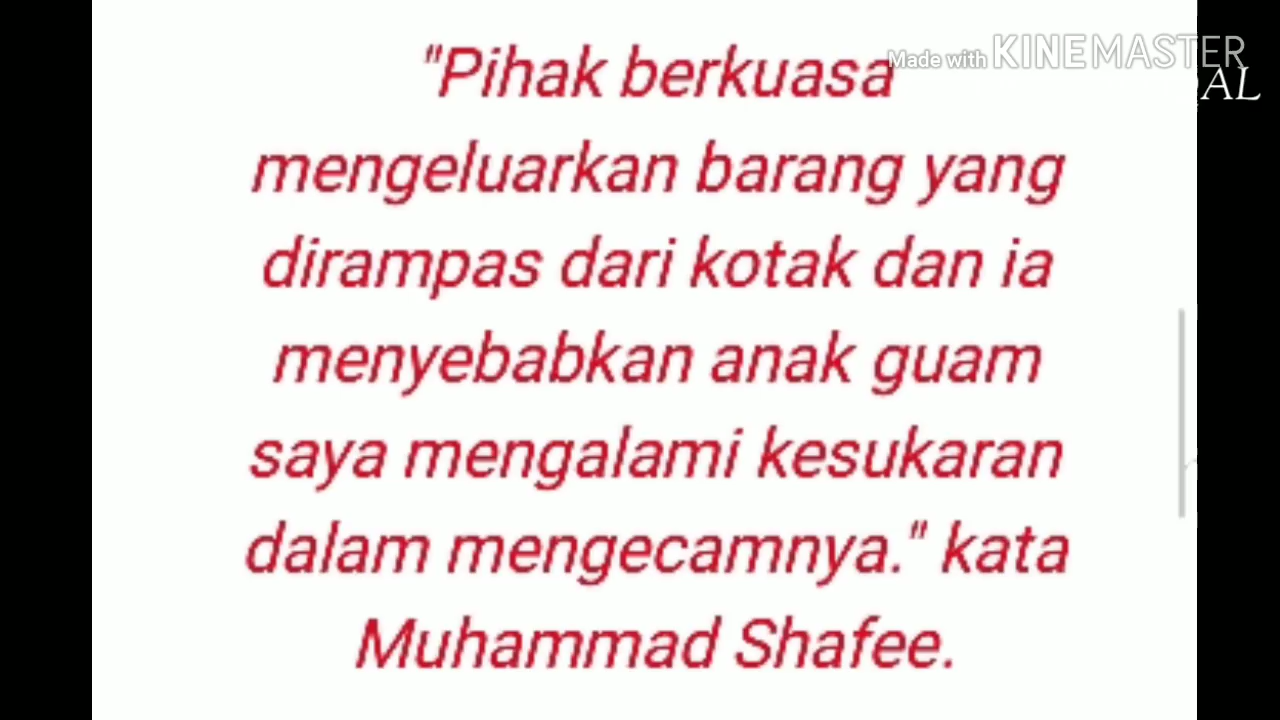 Made with KINEMASTER
AL
"Pihak berkuasa
mengeluarkan barang yang
dirampas dari kotak dan ia
menyebabkan anak guam
saya mengalami kesukaran
dalam mengecamnya." kata
Muhammad Shafee.